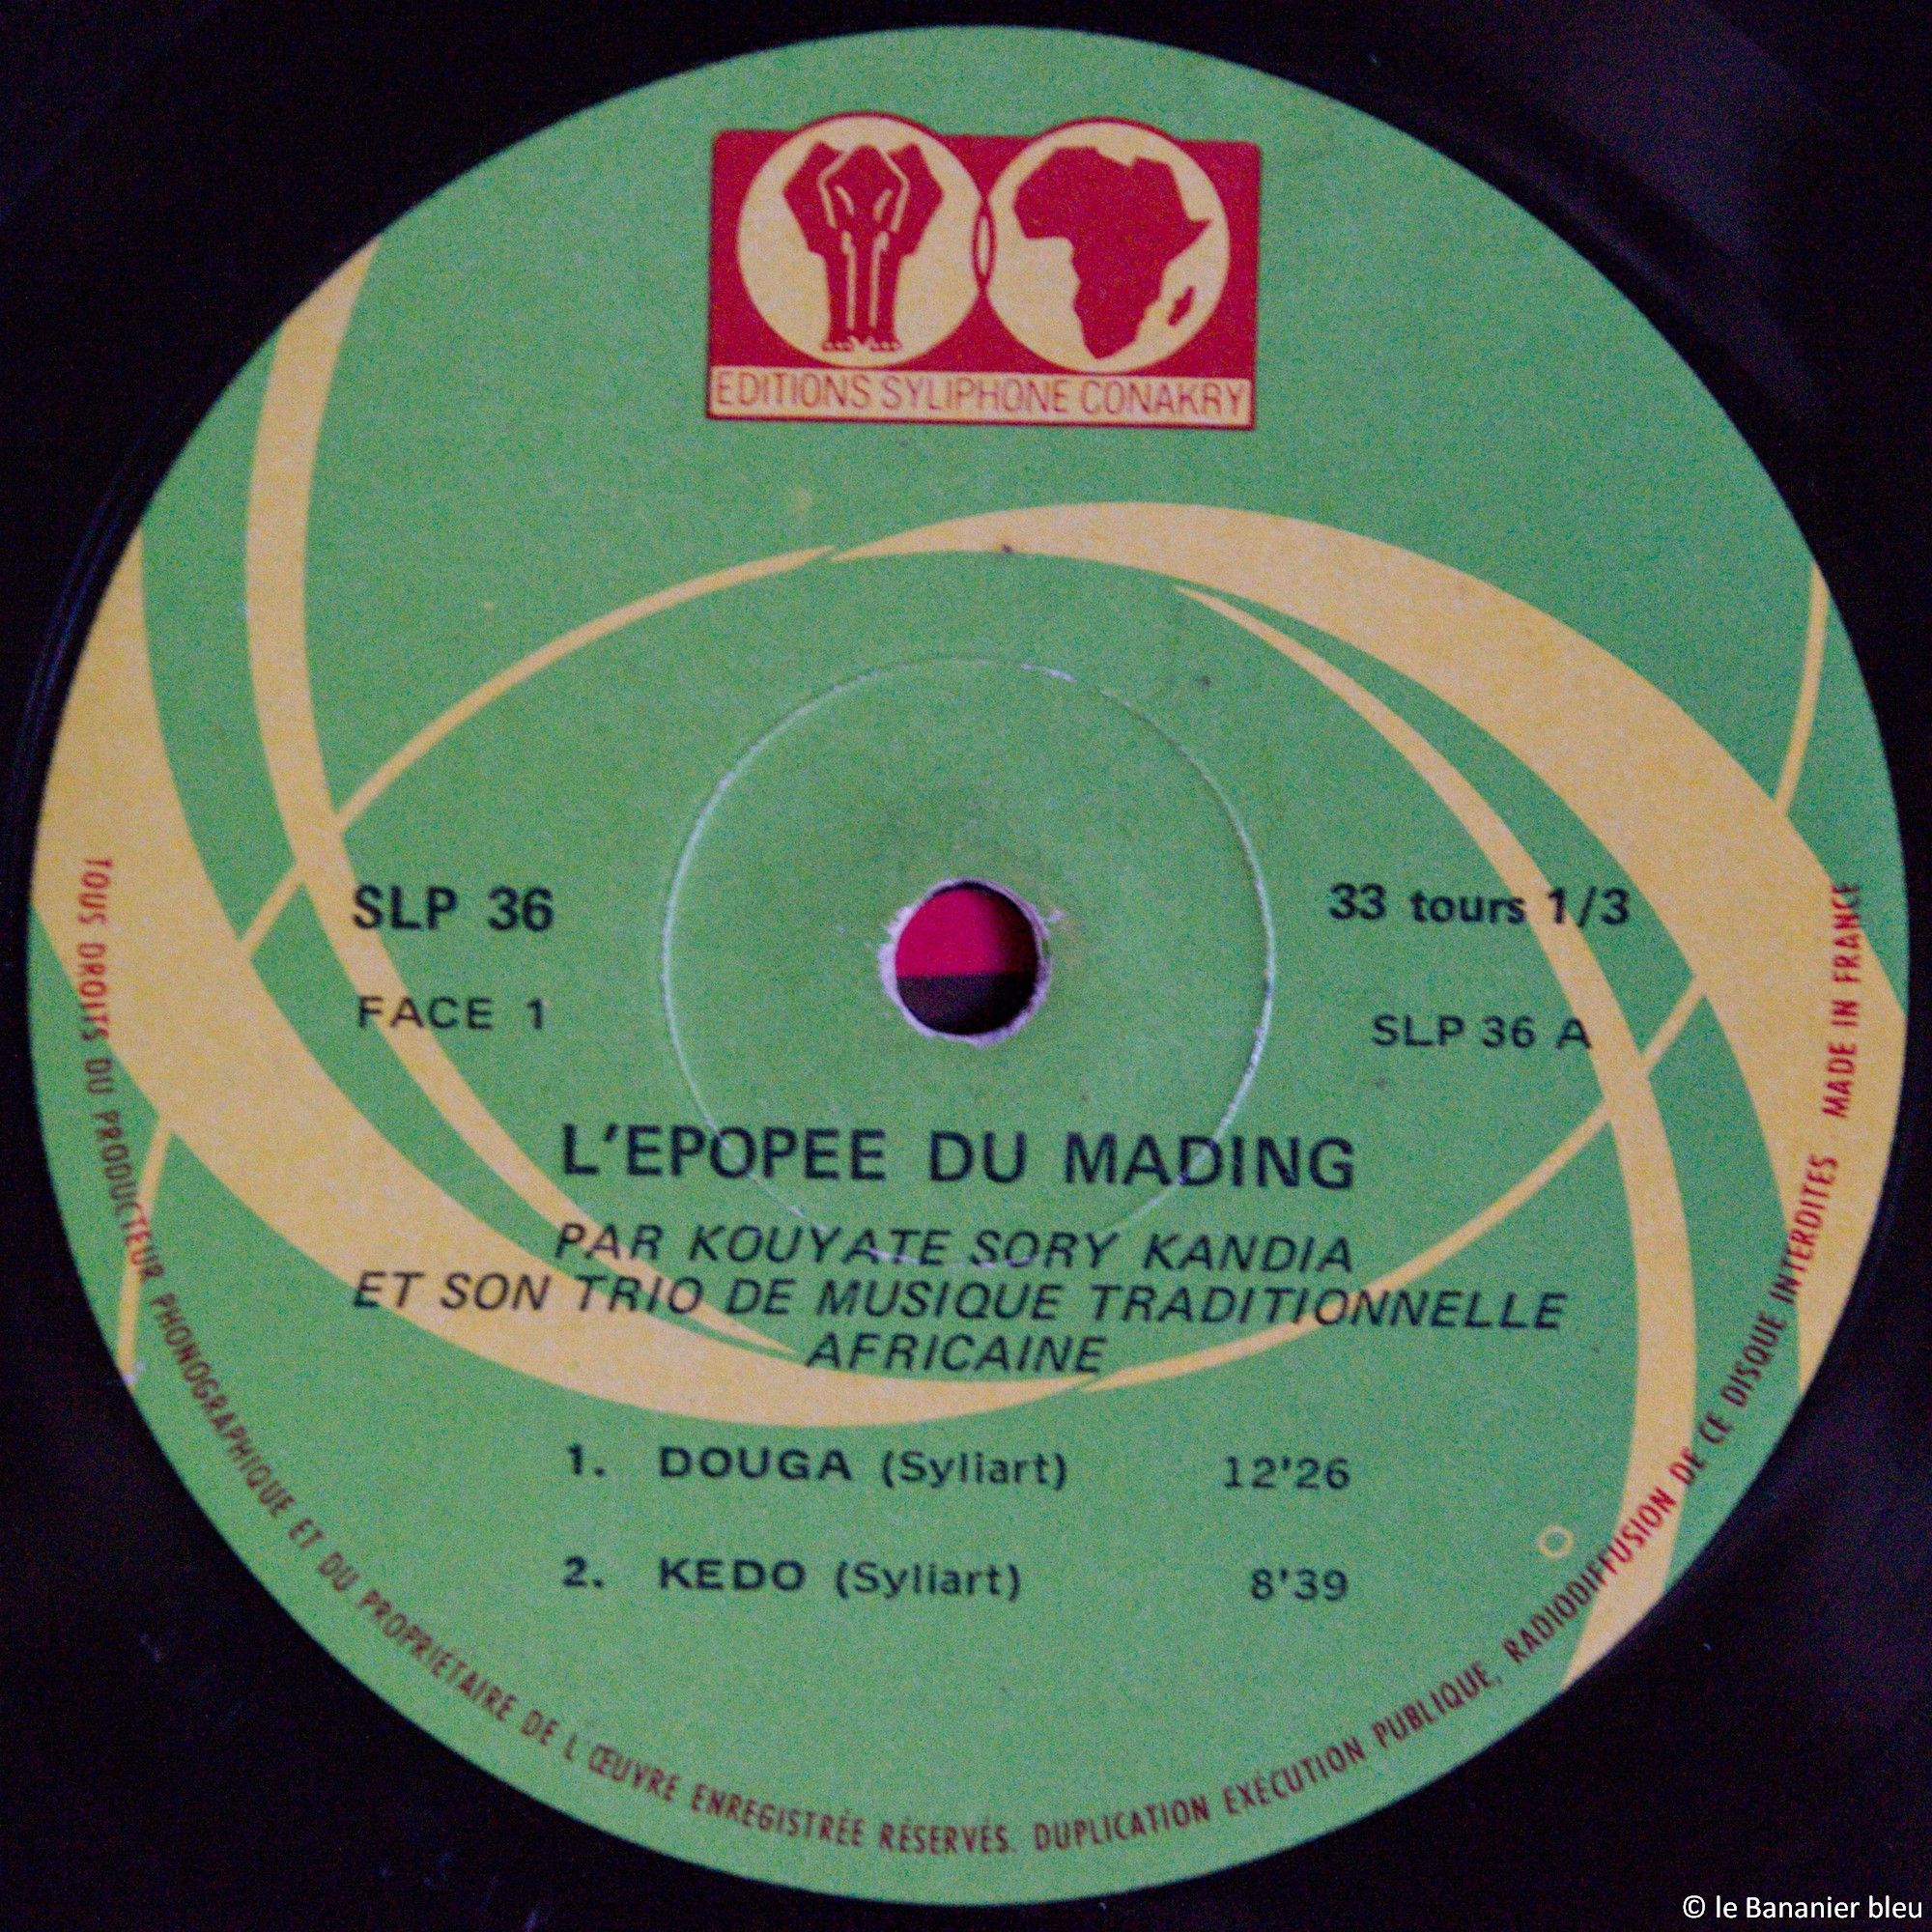 EDITIONS SYLIPHONE CONAKRY
SLP 36
33 tours 1/3
FACE 1
SLP 36 A
L'EPOPEE DU MADING
PAR KOUYATE SORY KANDIA
ET SON TRIO DE MUSIQUE TRADITIONNELLE
AFRICAINE
1. DOUGA (Syliart) 12'26
2. KEDO (Syliart) 8'39
TOUS DROITS DU PRODUCTEUR PHONOGRAPHIQUE ET DU PROPRIETAIRE DE L'ŒUVRE ENREGISTRÉE RÉSERVÉS. DUPLICATION EXÉCUTION PUBLIQUE, RADIODIFFUSION DE CE DISQUE INTERDITES. MADE IN FRANCE
© le Bananier bleu